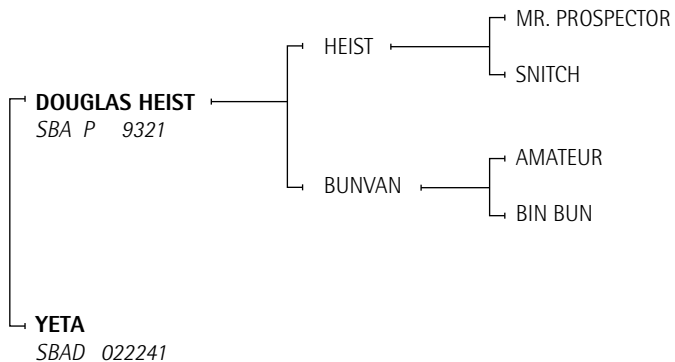 MR. PROSPECTOR
HEIST
SNITCH
DOUGLAS HEIST
SBA P 9321
AMATEUR
BUNVAN
BIN BUN
YETA
SBAD 022241